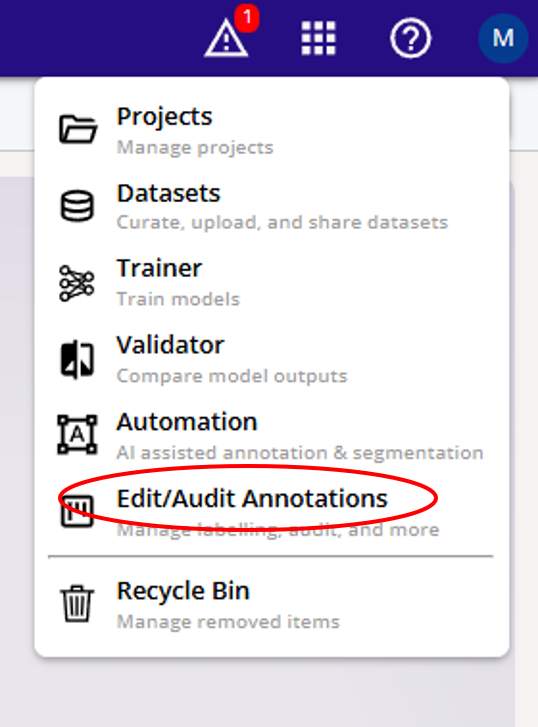 1
M
Projects
Manage projects
Datasets
Curate, upload, and share datasets
Trainer
Train models
Validator
Compare model outputs
A
Automation
AI assisted annotation & segmentation
Edit/Audit Annotations
Manage labelling, audit, and more
Recycle Bin
Manage removed items